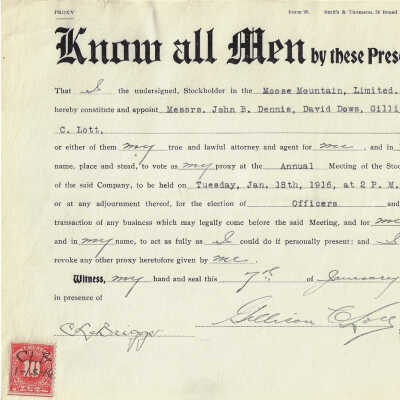 PROXY
Know all Men by these Prese
That I the undersigned, Stockholder in the Moose Mountain, Limited.
hereby constitute and appoint Messrs. John B. Dennis, David Dows, Gilli
C. Lott,
or either of them my true and lawful attorney and agent for me, and in
name, place and stead, to vote as my proxy at the Annual Meeting of the Stoc
of the said Company, to be held on Tuesday, Jan. 18th, 1916, at 2 P. M.
or at any adjournment thereof, for the election of Officers and
transaction of any business which may legally come before the said Meeting, and for me
and in my name, to act as fully as I could do if personally present: and I
revoke any other proxy heretofore given by me.
Witness, my hand and seal this 7th of January
in presence of